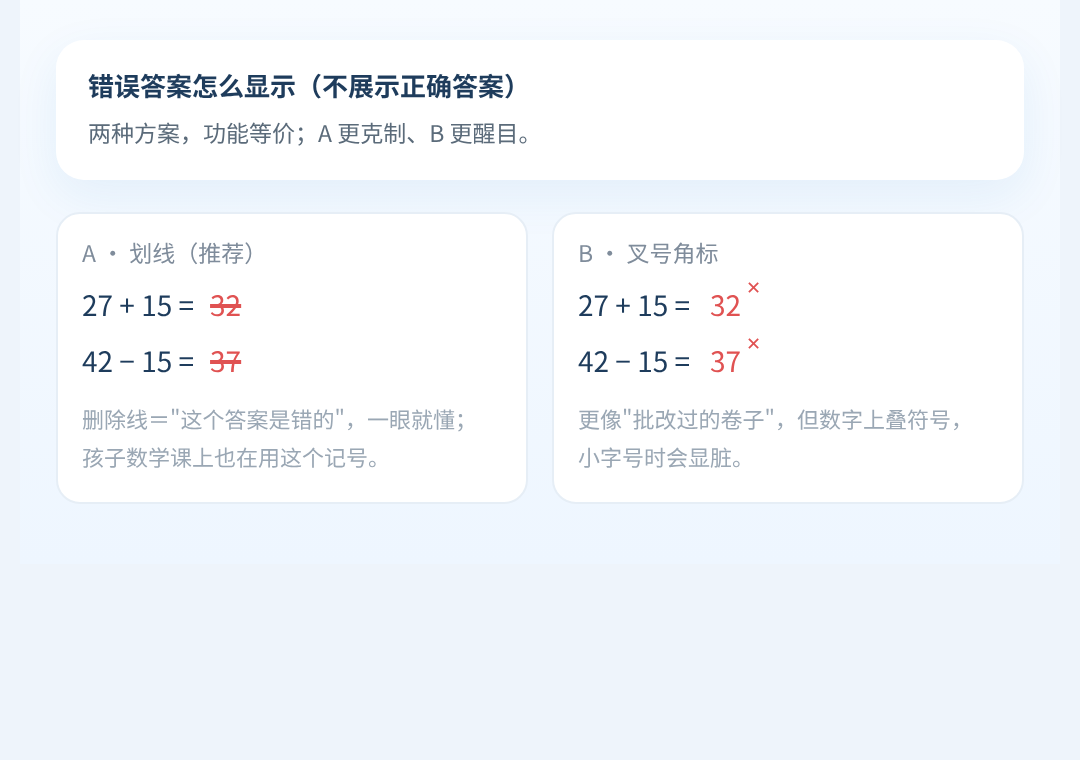 错误答案怎么显示（不展示正确答案）
两种方案，功能等价；A 更克制、B 更醒目。
A · 划线（推荐）
27 + 15 = 32
42 − 15 = 37
删除线＝"这个答案是错的"，一眼就懂；
孩子数学课上也在用这个记号。
B · 叉号角标
27 + 15 = 32 ×
42 − 15 = 37 ×
更像"批改过的卷子"，但数字上叠符号，
小字号时会显脏。